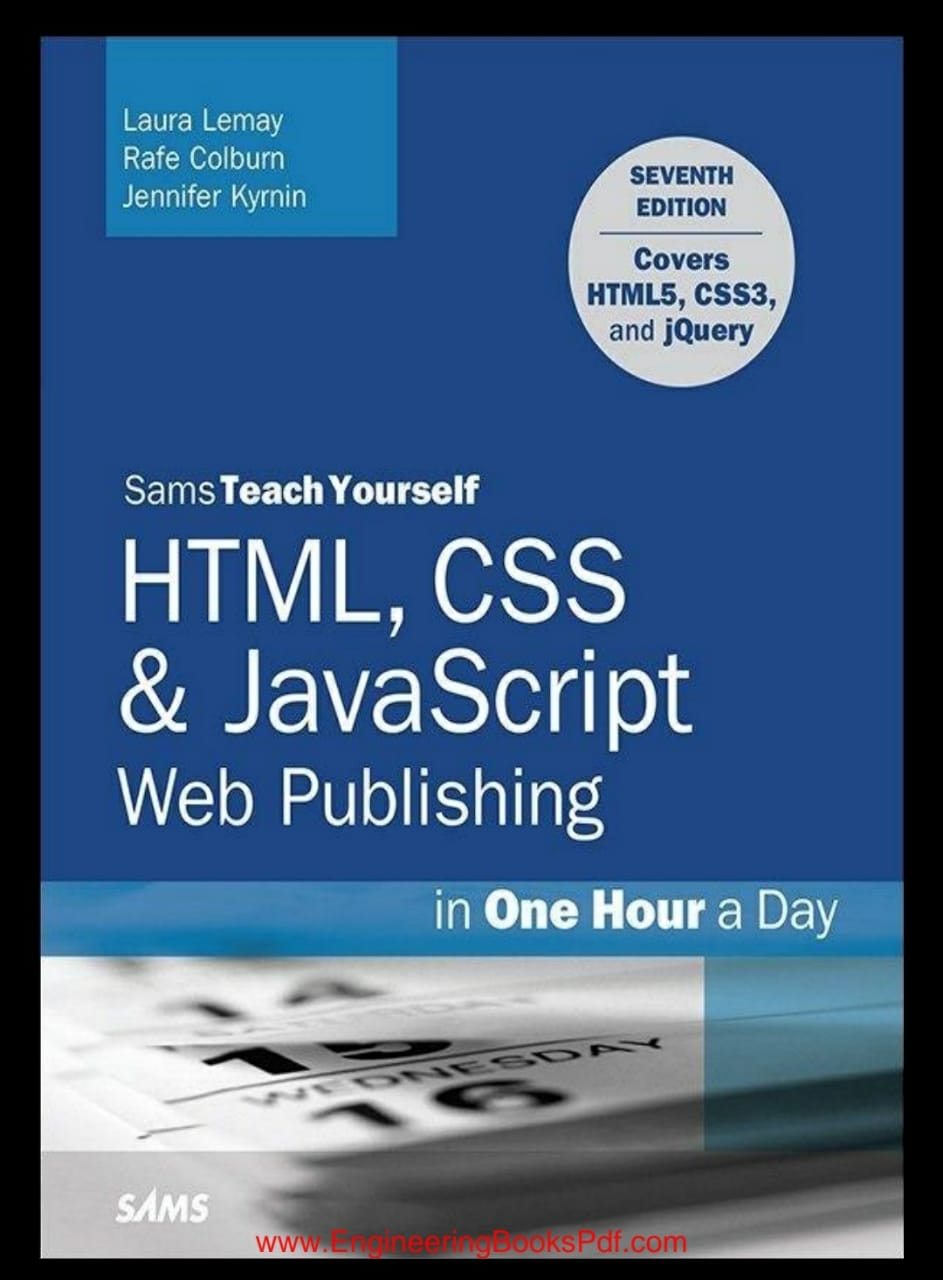 Laura Lemay
Rafe Colburn
Jennifer Kyrnin
SEVENTH
EDITION
Covers
HTML5, CSS3,
and jQuery
Sams Teach Yourself
HTML, CSS
& JavaScript
Web Publishing
in One Hour a Day
14
15
WEDNESDAY
16
SAMS
www.EngineeringBooksPdf.com